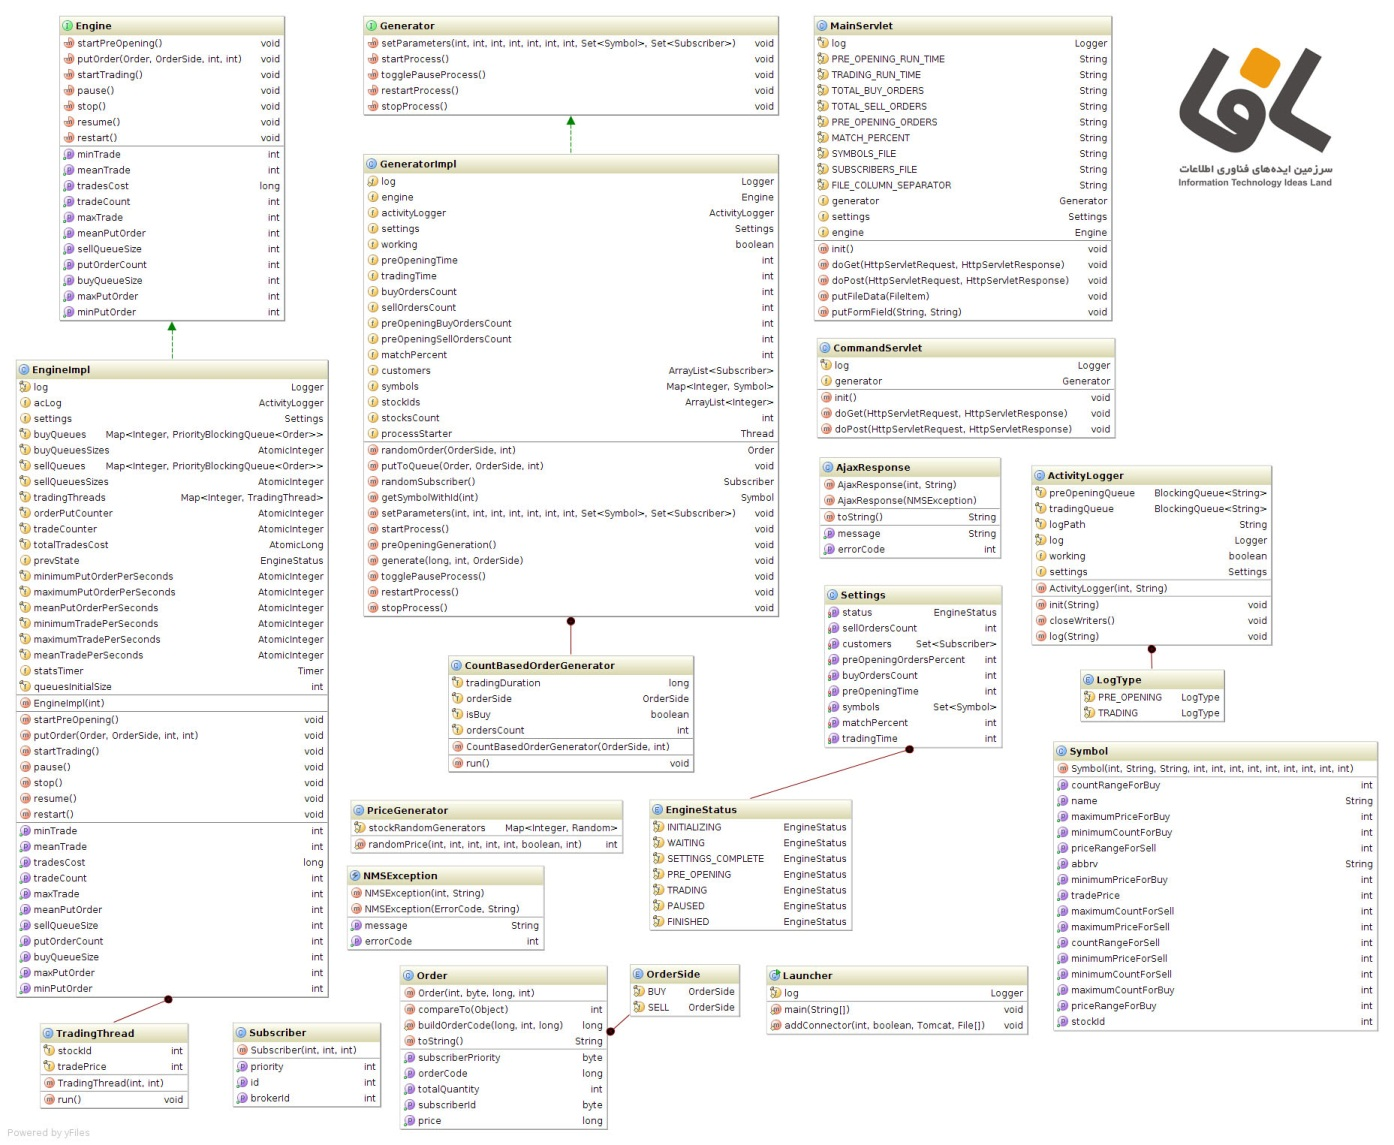 Engine
startPreOpening() void
putOrder(Order, OrderSide, int, int) void
startTrading() void
pause() void
stop() void
resume() void
restart() void
minTrade int
meanTrade int
tradesCost long
tradeCount int
maxTrade int
meanPutOrder int
sellQueueSize int
putOrderCount int
buyQueueSize int
maxPutOrder int
minPutOrder int
EngineImpl
log Logger
acLog ActivityLogger
settings Settings
buyQueues Map<Integer, PriorityBlockingQueue<Order>>
buyQueuesSizes AtomicInteger
sellQueues Map<Integer, PriorityBlockingQueue<Order>>
sellQueuesSizes AtomicInteger
tradingThreads Map<Integer, TradingThread>
orderPutCounter AtomicInteger
tradeCounter AtomicInteger
totalTradesCost AtomicLong
prevState EngineStatus
minimumPutOrderPerSeconds AtomicInteger
maximumPutOrderPerSeconds AtomicInteger
meanPutOrderPerSeconds AtomicInteger
minimumTradePerSeconds AtomicInteger
maximumTradePerSeconds AtomicInteger
meanTradePerSeconds AtomicInteger
statsTimer Timer
queuesInitialSize int
EngineImpl(int)
startPreOpening() void
putOrder(Order, OrderSide, int, int) void
startTrading() void
pause() void
stop() void
resume() void
restart() void
minTrade int
meanTrade int
tradesCost long
tradeCount int
maxTrade int
meanPutOrder int
sellQueueSize int
putOrderCount int
buyQueueSize int
maxPutOrder int
minPutOrder int
TradingThread
stockId int
tradePrice int
TradingThread(int, int)
run() void
Subscriber
Subscriber(int, int, int)
priority int
id int
brokerId int
Generator
setParameters(int, int, int, int, int, int, int, Set<Symbol>, Set<Subscriber>) void
startProcess() void
togglePauseProcess() void
restartProcess() void
stopProcess() void
GeneratorImpl
log Logger
engine Engine
activityLogger ActivityLogger
settings Settings
working boolean
preOpeningTime int
tradingTime int
buyOrdersCount int
sellOrdersCount int
preOpeningBuyOrdersCount int
preOpeningSellOrdersCount int
matchPercent int
customers ArrayList<Subscriber>
symbols Map<Integer, Symbol>
stockIds ArrayList<Integer>
stocksCount int
processStarter Thread
randomOrder(OrderSide, int) Order
putToQueue(Order, OrderSide, int) void
randomSubscriber() Subscriber
getSymbolWithId(int) Symbol
setParameters(int, int, int, int, int, int, int, Set<Symbol>, Set<Subscriber>) void
startProcess() void
preOpeningGeneration() void
generate(long, int, OrderSide) void
togglePauseProcess() void
restartProcess() void
stopProcess() void
CountBasedOrderGenerator
tradingDuration long
orderSide OrderSide
isBuy boolean
ordersCount int
CountBasedOrderGenerator(OrderSide, int)
run() void
PriceGenerator
stockRandomGenerators Map<Integer, Random>
randomPrice(int, int, int, int, int, boolean, int) int
NMSException
NMSException(int, String)
NMSException(ErrorCode, String)
message String
errorCode int
Order
Order(int, byte, long, int)
compareTo(Object) int
buildOrderCode(long, int, long) long
toString() String
subscriberPriority byte
orderCode long
totalQuantity int
subscriberId byte
price long
OrderSide
BUY OrderSide
SELL OrderSide
MainServlet
log Logger
PRE_OPENING_RUN_TIME String
TRADING_RUN_TIME String
TOTAL_BUY_ORDERS String
TOTAL_SELL_ORDERS String
PRE_OPENING_ORDERS String
MATCH_PERCENT String
SYMBOLS_FILE String
SUBSCRIBERS_FILE String
FILE_COLUMN_SEPARATOR String
generator Generator
settings Settings
engine Engine
init() void
doGet(HttpServletRequest, HttpServletResponse) void
doPost(HttpServletRequest, HttpServletResponse) void
putFileData(FileItem) void
putFormField(String, String) void
CommandServlet
log Logger
generator Generator
init() void
doGet(HttpServletRequest, HttpServletResponse) void
doPost(HttpServletRequest, HttpServletResponse) void
AjaxResponse
AjaxResponse(int, String)
AjaxResponse(NMSException)
toString() String
message String
errorCode int
Settings
status EngineStatus
sellOrdersCount int
customers Set<Subscriber>
preOpeningOrdersPercent int
buyOrdersCount int
preOpeningTime int
symbols Set<Symbol>
matchPercent int
tradingTime int
EngineStatus
INITIALIZING EngineStatus
WAITING EngineStatus
SETTINGS_COMPLETE EngineStatus
PRE_OPENING EngineStatus
TRADING EngineStatus
PAUSED EngineStatus
FINISHED EngineStatus
Launcher
log Logger
main(String[]) void
addConnector(int, boolean, Tomcat, File[]) void
ActivityLogger
preOpeningQueue BlockingQueue<String>
tradingQueue BlockingQueue<String>
logPath String
log Logger
working boolean
settings Settings
ActivityLogger(int, String)
init(String) void
closeWriters() void
log(String) void
LogType
PRE_OPENING LogType
TRADING LogType
Symbol
Symbol(int, String, String, int, int, int, int, int, int, int, int, int)
countRangeForBuy int
name String
maximumPriceForBuy int
minimumCountForBuy int
priceRangeForSell int
abbrv String
minimumPriceForBuy int
tradePrice int
maximumCountForSell int
maximumPriceForSell int
countRangeForSell int
minimumPriceForSell int
minimumCountForSell int
maximumCountForBuy int
priceRangeForBuy int
stockId int
سافا
سرزمین ایده‌های فناوری اطلاعات
Information Technology Ideas Land
Powered by yFiles